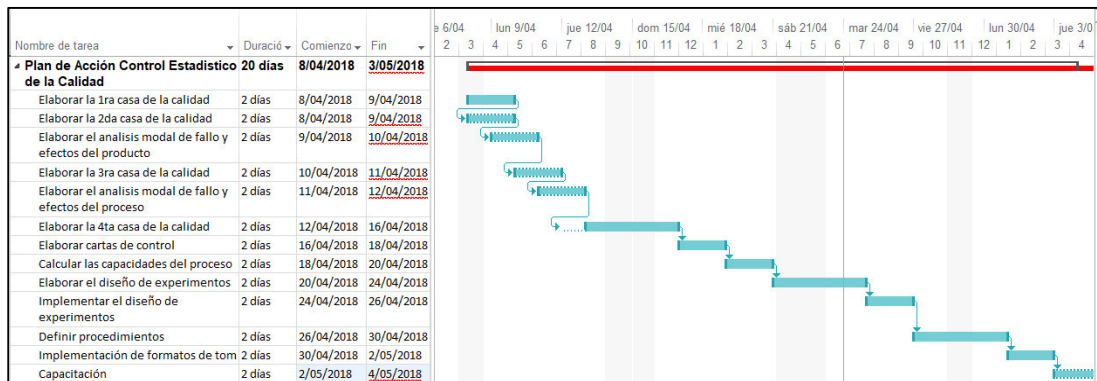 e 6/04 lun 9/04 jue 12/04 dom 15/04 mié 18/04 sáb 21/04 mar 24/04 vie 27/04 lun 30/04 jue 3/0
Nombre de tarea Duració Comienzo Fin 2 3 4 5 6 7 8 9 10 11 12 1 2 3 4 5 6 7 8 9 10 11 12 1 2 3 4
Plan de Acción Control Estadistico 20 días 8/04/2018 3/05/2018
de la Calidad
Elaborar la 1ra casa de la calidad 2 días 8/04/2018 9/04/2018
Elaborar la 2da casa de la calidad 2 días 8/04/2018 9/04/2018
Elaborar el analisis modal de fallo y 2 días 9/04/2018 10/04/2018
efectos del producto
Elaborar la 3ra casa de la calidad 2 días 10/04/2018 11/04/2018
Elaborar el analisis modal de fallo y 2 días 11/04/2018 12/04/2018
efectos del proceso
Elaborar la 4ta casa de la calidad 2 días 12/04/2018 16/04/2018
Elaborar cartas de control 2 días 16/04/2018 18/04/2018
Calcular las capacidades del proceso 2 días 18/04/2018 20/04/2018
Elaborar el diseño de experimentos 2 días 20/04/2018 24/04/2018
Implementar el diseño de 2 días 24/04/2018 26/04/2018
experimentos
Definir procedimientos 2 días 26/04/2018 30/04/2018
Implementación de formatos de tom 2 días 30/04/2018 2/05/2018
Capacitación 2 días 2/05/2018 4/05/2018